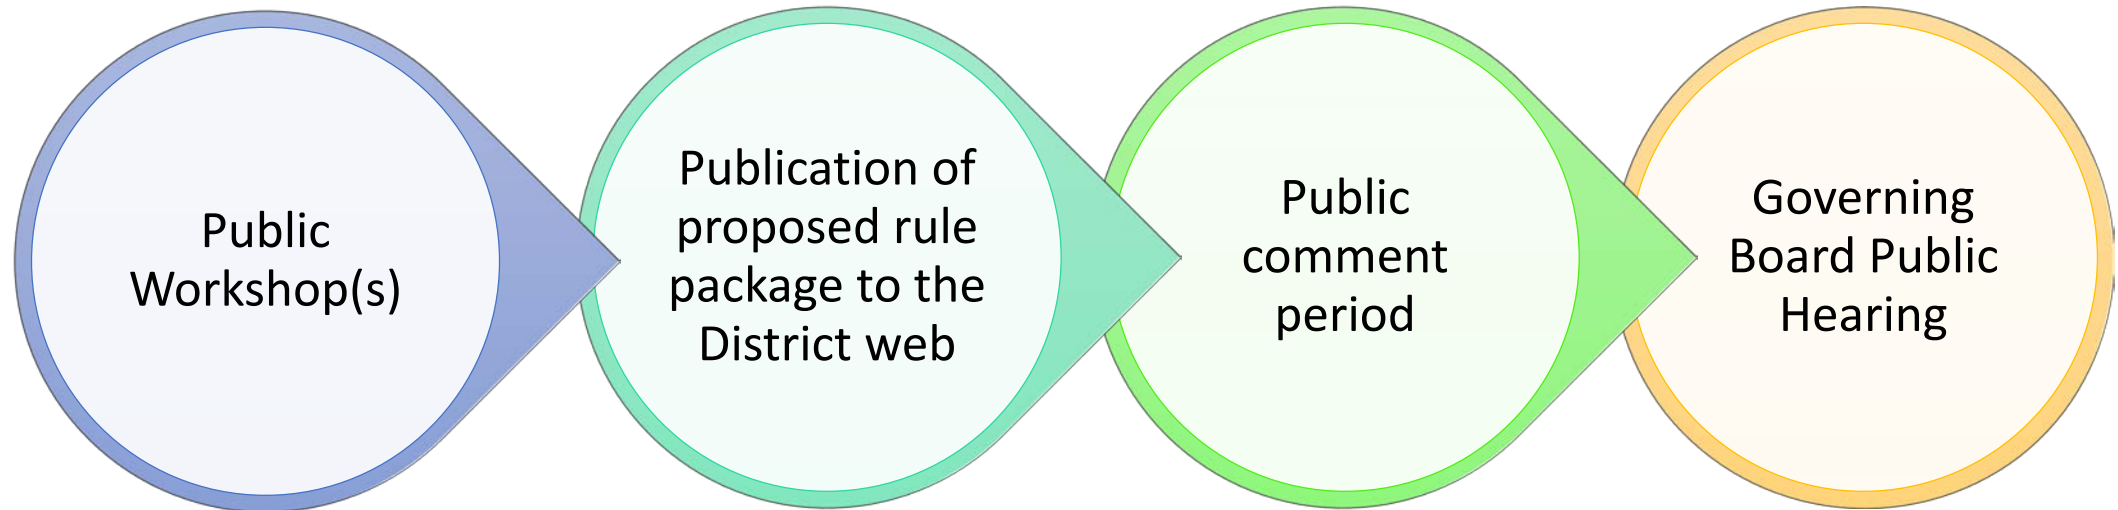 Public
Workshop(s)
Publication of
proposed rule
package to the
District web
Public
comment
period
Governing
Board Public
Hearing